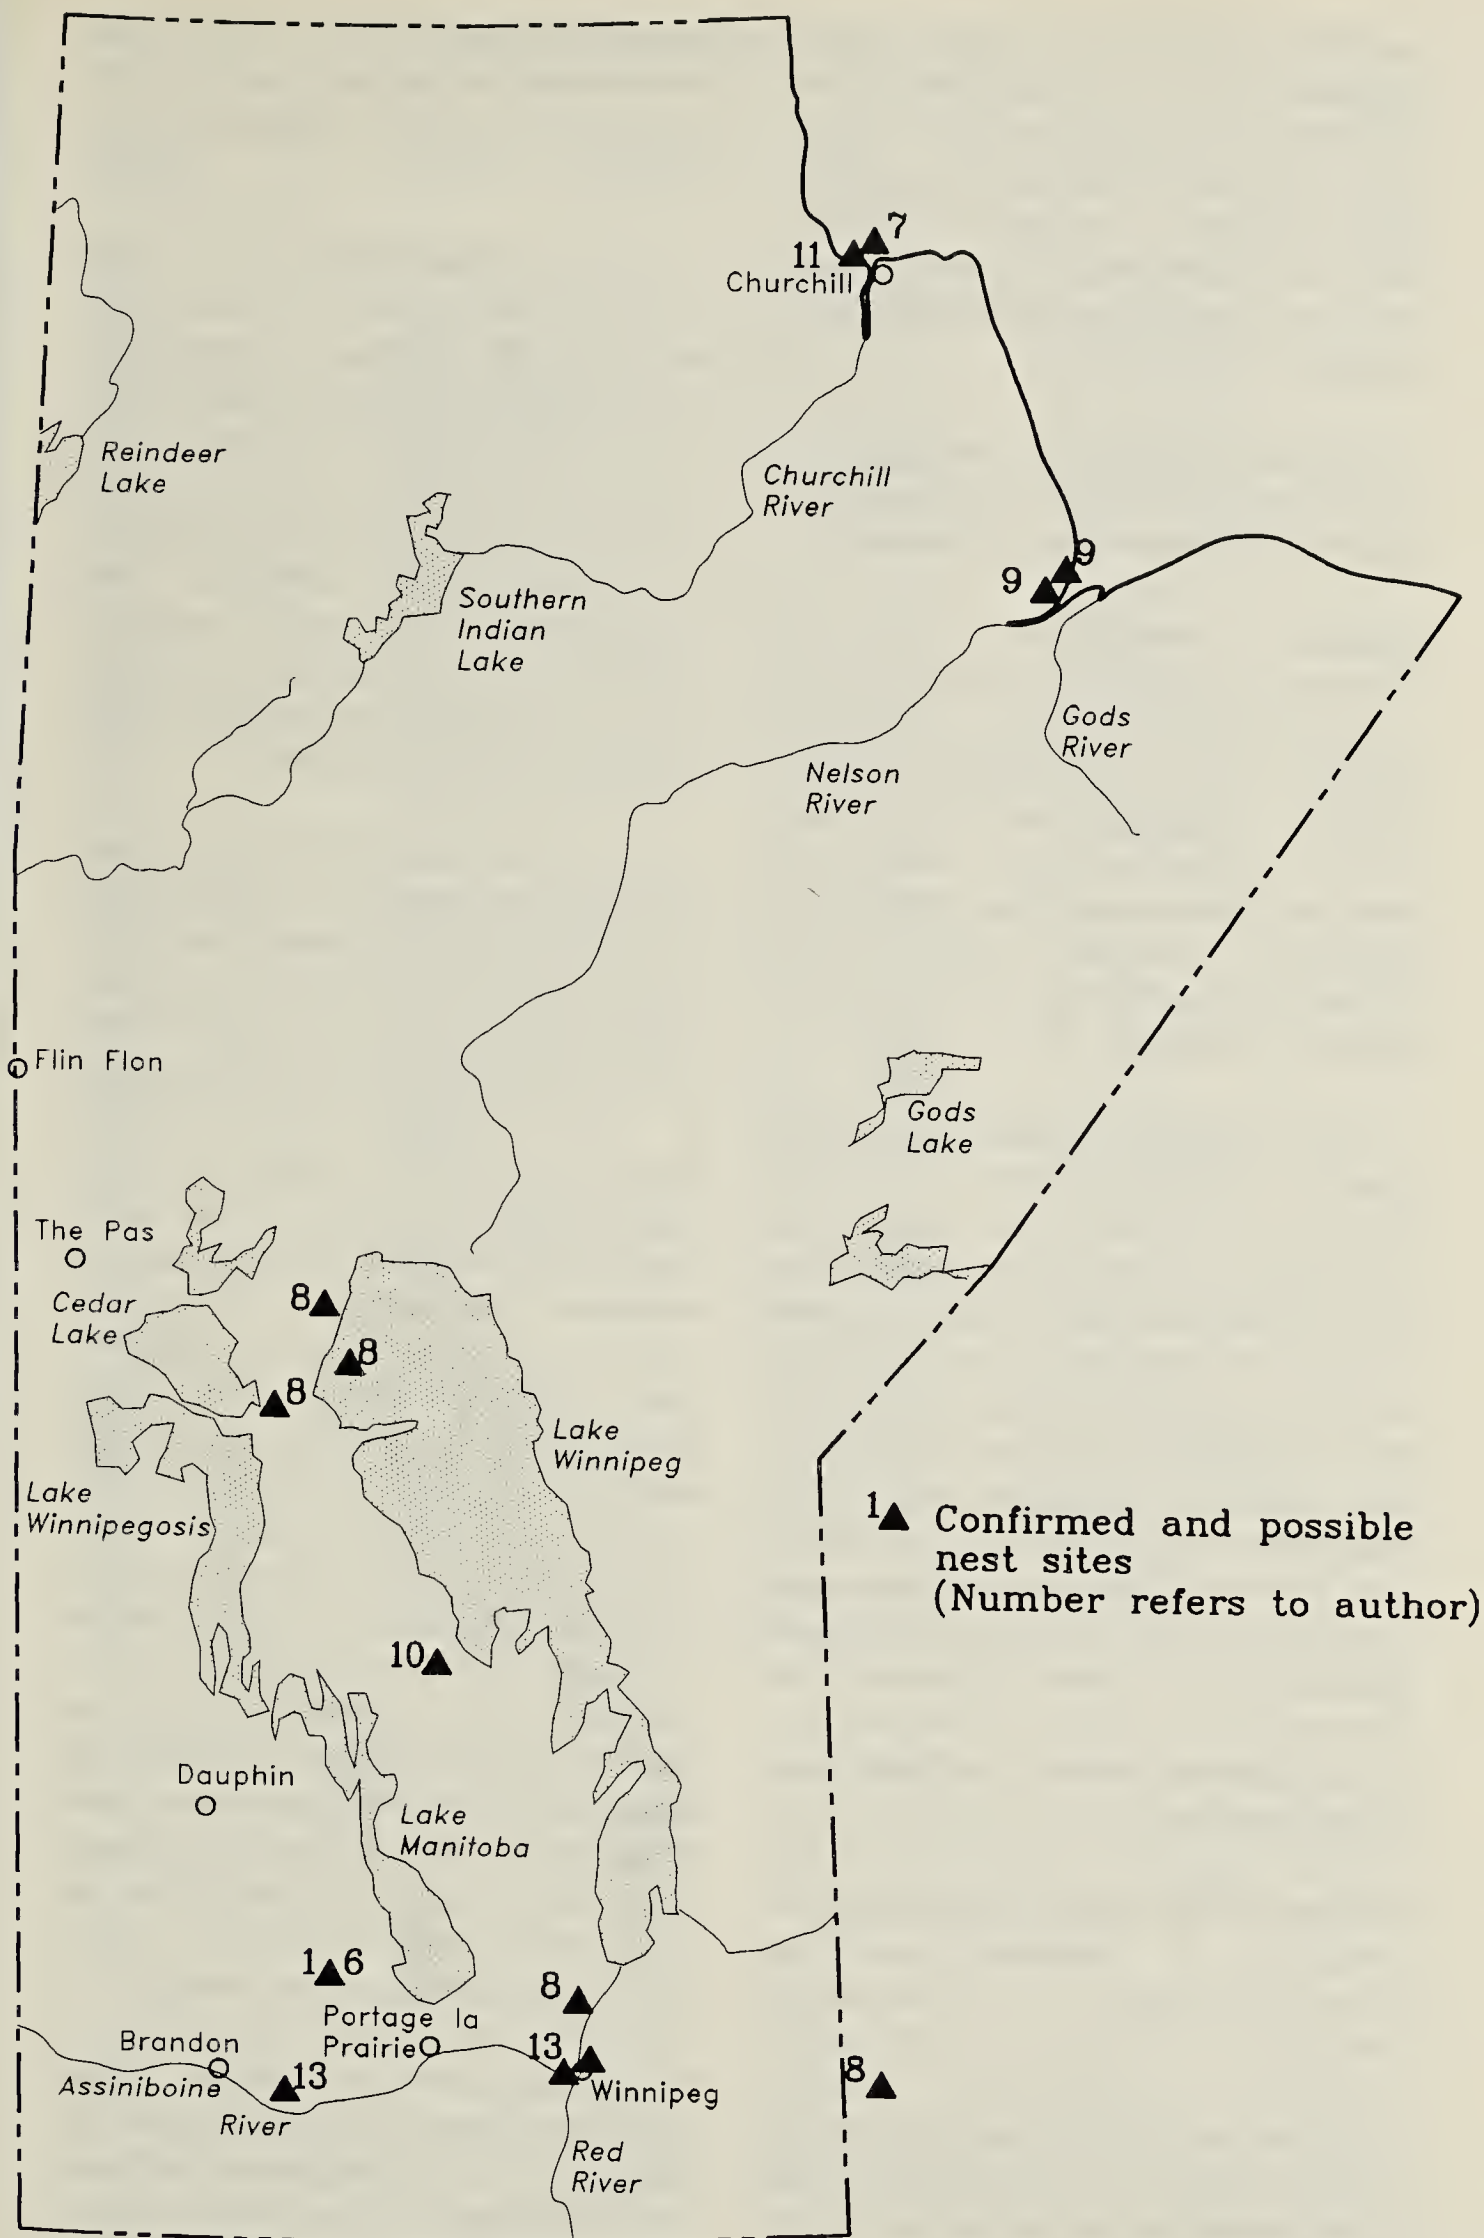 7
11
Churchill
Reindeer
Lake
Churchill
River
9
9
Southern
Indian
Lake
Gods
River
Nelson
River
Flin Flon
Gods
Lake
The Pas
8
Cedar
Lake
8
8
Lake
Winnipeg
Lake
Winnipegosis
1 Confirmed and possible
nest sites
(Number refers to author)
10
Dauphin
Lake
Manitoba
1 6
8
Portage la
Prairie
Brandon
13
13
8
Assiniboine
River
Winnipeg
Red
River